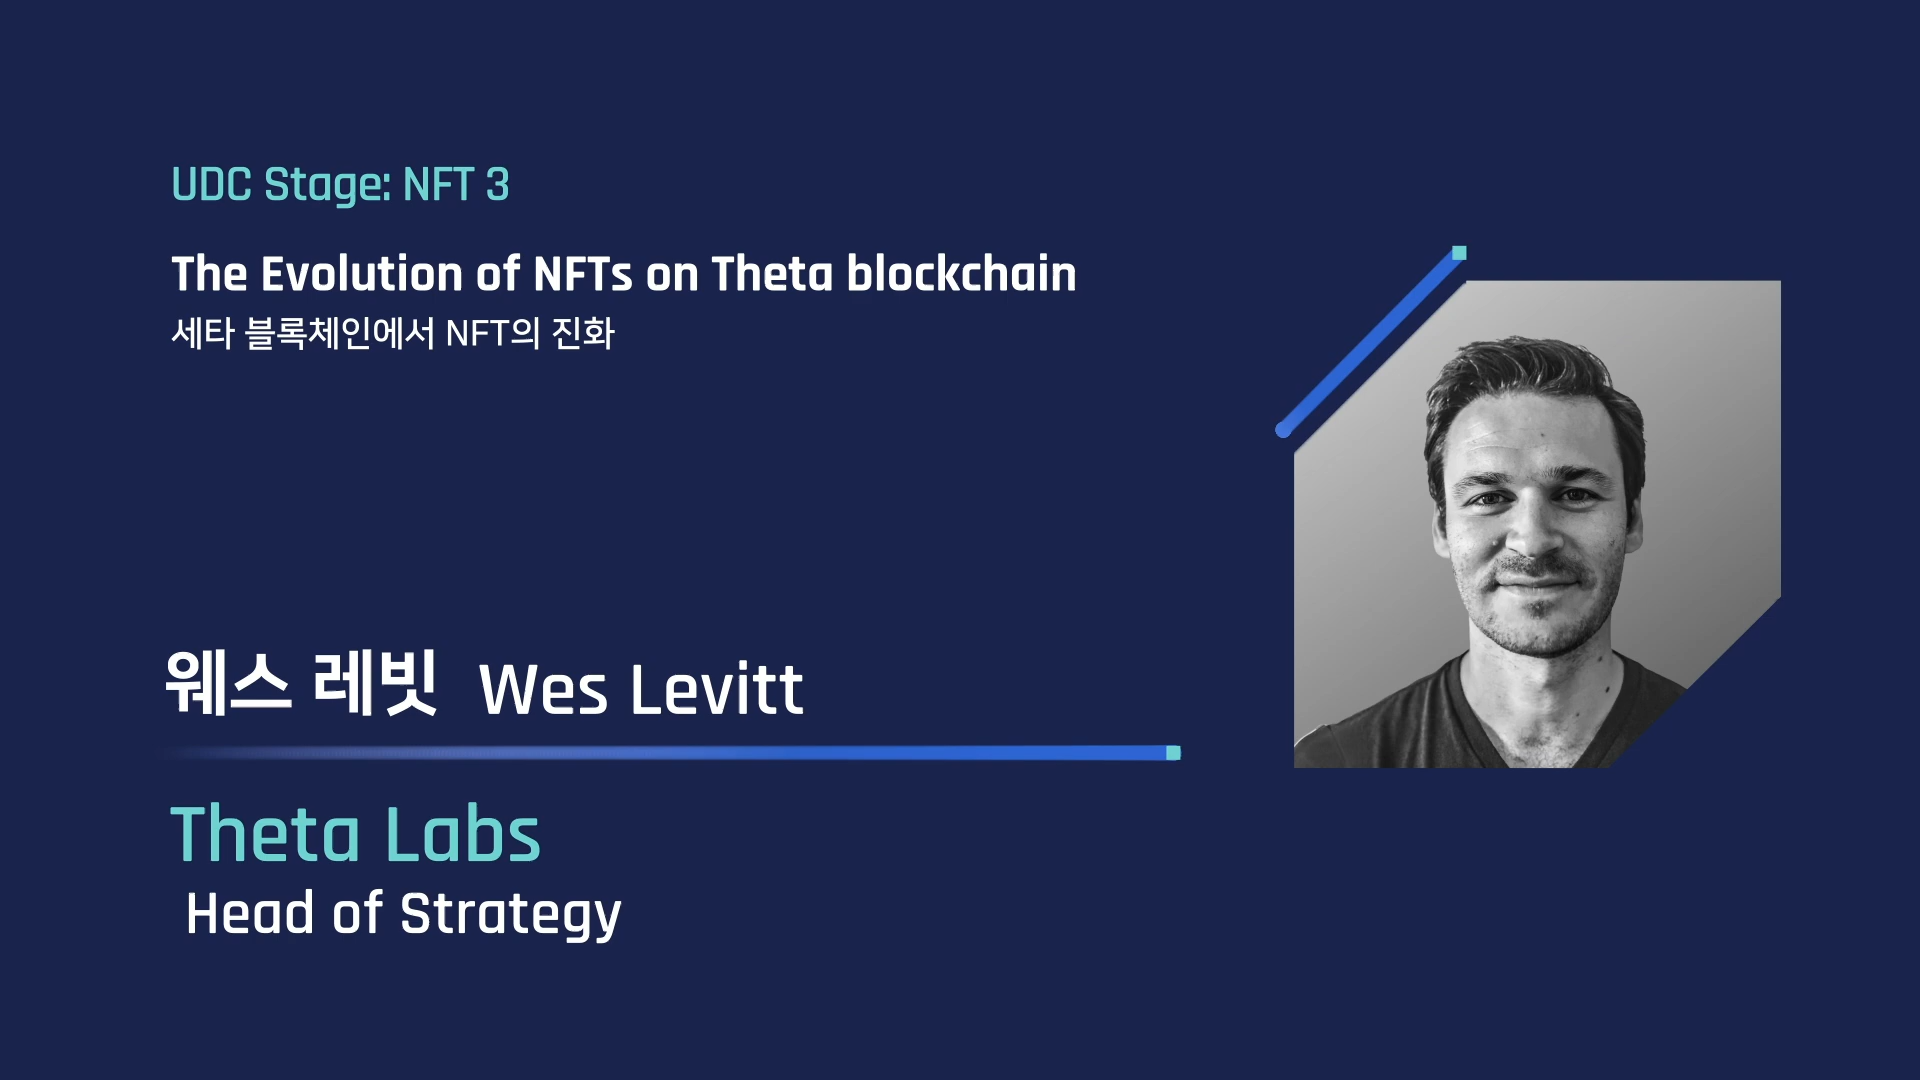 UDC Stage: NFT 3
The Evolution of NFTs on Theta blockchain
세타 블록체인에서 NFT의 진화
웨스 레빗 Wes Levitt
Theta Labs
Head of Strategy